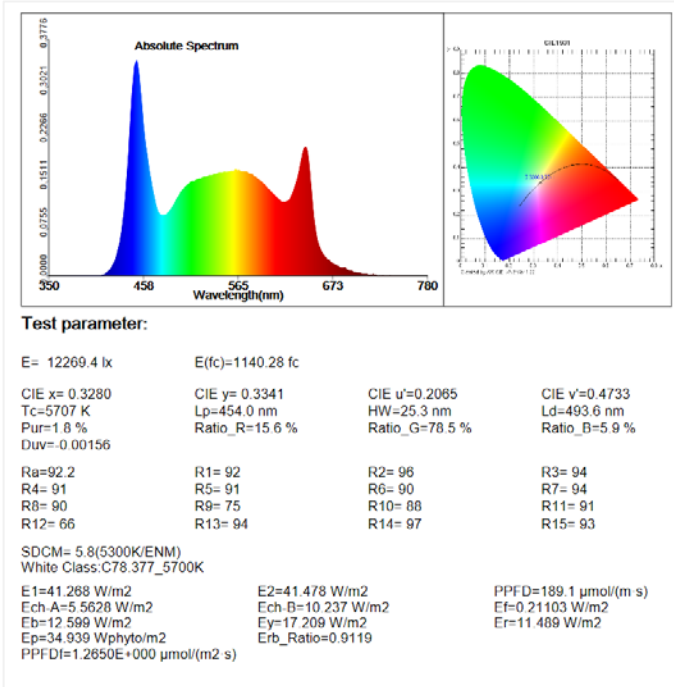 Absolute Spectrum
0.3776
0.3021
0.2266
0.1511
0.0755
0.0000
350 458 565 673 780
Wavelength(nm)
CIE1931
Test parameter:
E= 12269.4 lx E(fc)=1140.28 fc
CIE x= 0.3280 CIE y= 0.3341 CIE u'=0.2065 CIE v'=0.4733
Tc=5707 K Lp=454.0 nm HW=25.3 nm Ld=493.6 nm
Pur=1.8 % Ratio_R=15.6 % Ratio_G=78.5 % Ratio_B=5.9 %
Duv=-0.00156
Ra=92.2 R1= 92 R2= 96 R3= 94
R4= 91 R5= 91 R6= 90 R7= 94
R8= 90 R9= 75 R10= 88 R11= 91
R12= 66 R13= 94 R14= 97 R15= 93
SDCM= 5.8(5300K/ENM)
White Class:C78.377_5700K
E1=41.268 W/m2 E2=41.478 W/m2 PPFD=189.1 µmol/(m·s)
Ech-A=5.5628 W/m2 Ech-B=10.237 W/m2 Ef=0.21103 W/m2
Eb=12.599 W/m2 Ey=17.209 W/m2 Er=11.489 W/m2
Ep=34.939 Wphyto/m2 Erb_Ratio=0.9119
PPFDf=1.2650E+000 µmol/(m2·s)